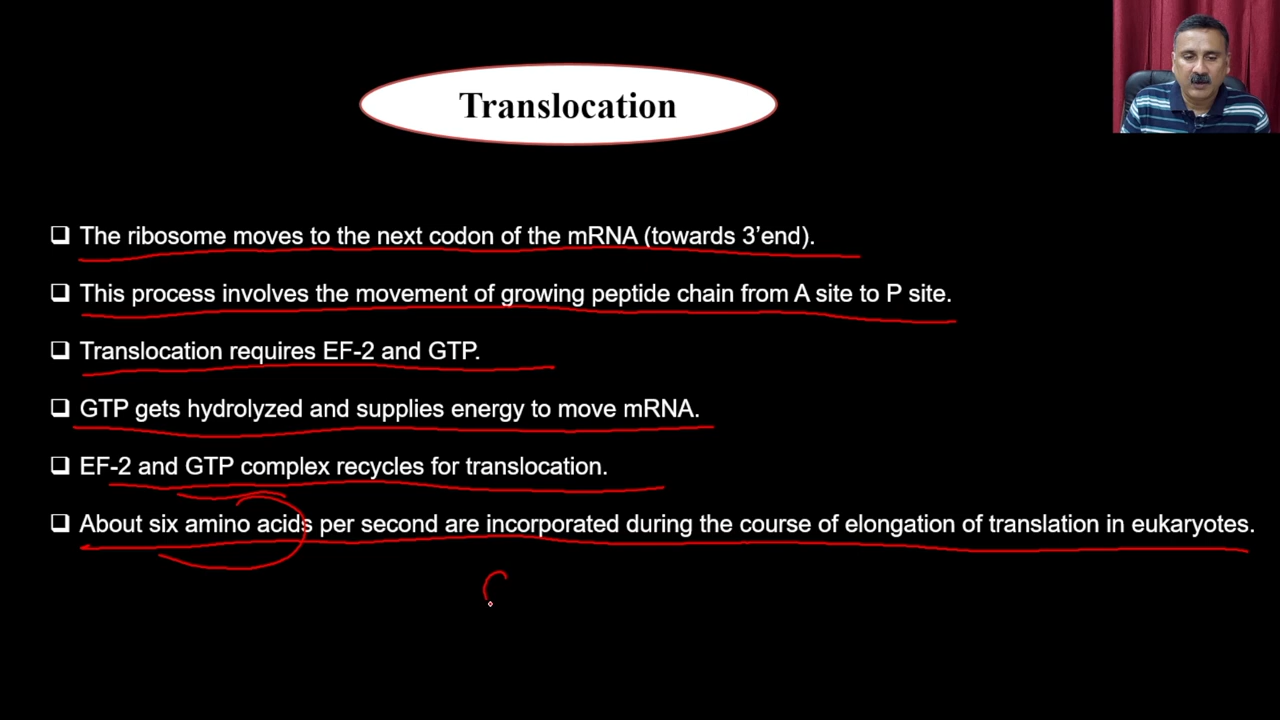 Translocation
❑ The ribosome moves to the next codon of the mRNA (towards 3’end).
❑ This process involves the movement of growing peptide chain from A site to P site.
❑ Translocation requires EF-2 and GTP.
❑ GTP gets hydrolyzed and supplies energy to move mRNA.
❑ EF-2 and GTP complex recycles for translocation.
❑ About six amino acids per second are incorporated during the course of elongation of translation in eukaryotes.